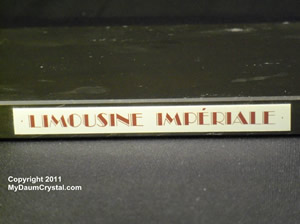 LIMOUSINE IMPÉRIALE
Copyright 2011
MyDaumCrystal.com